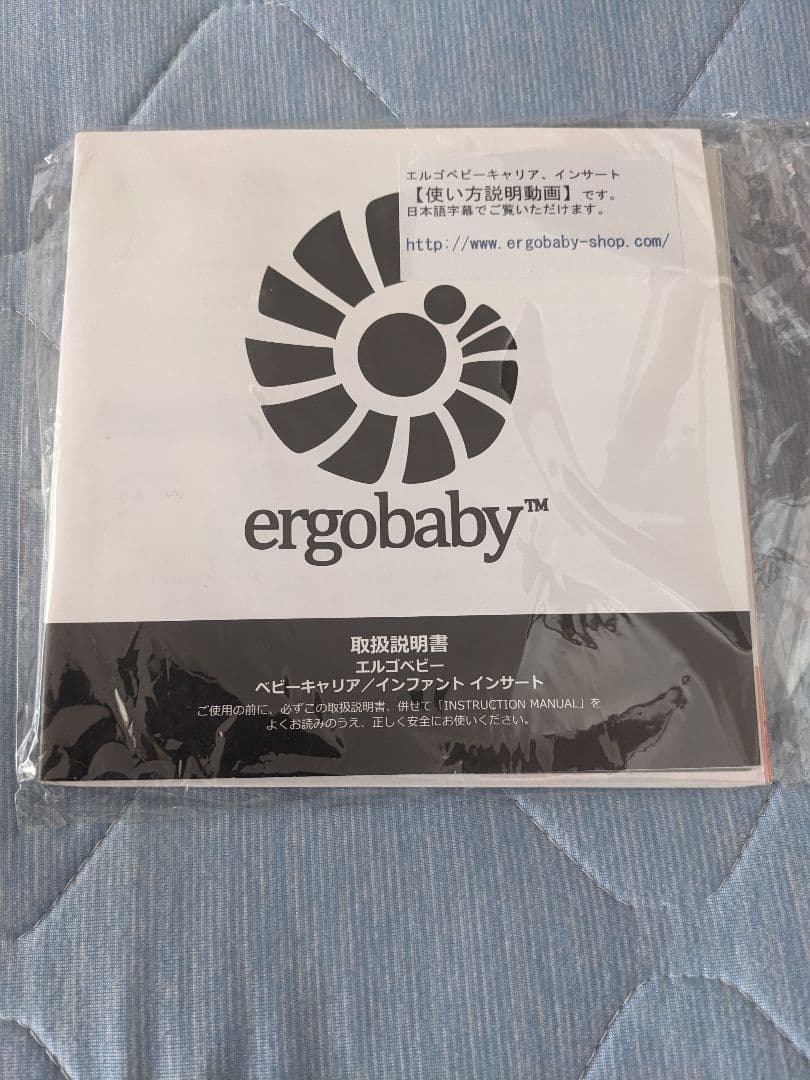 エルゴベビーキャリア、インサート
【使い方説明動画】です。
日本語字幕でご覧いただけます。
http://www.ergobaby-shop.com/
ergobaby™
取扱説明書
エルゴベビー
ベビーキャリア／インファント インサート
ご使用の前に、必ずこの取扱説明書、併せて「INSTRUCTION MANUAL」を
よくお読みのうえ、正しく安全にお使いください。